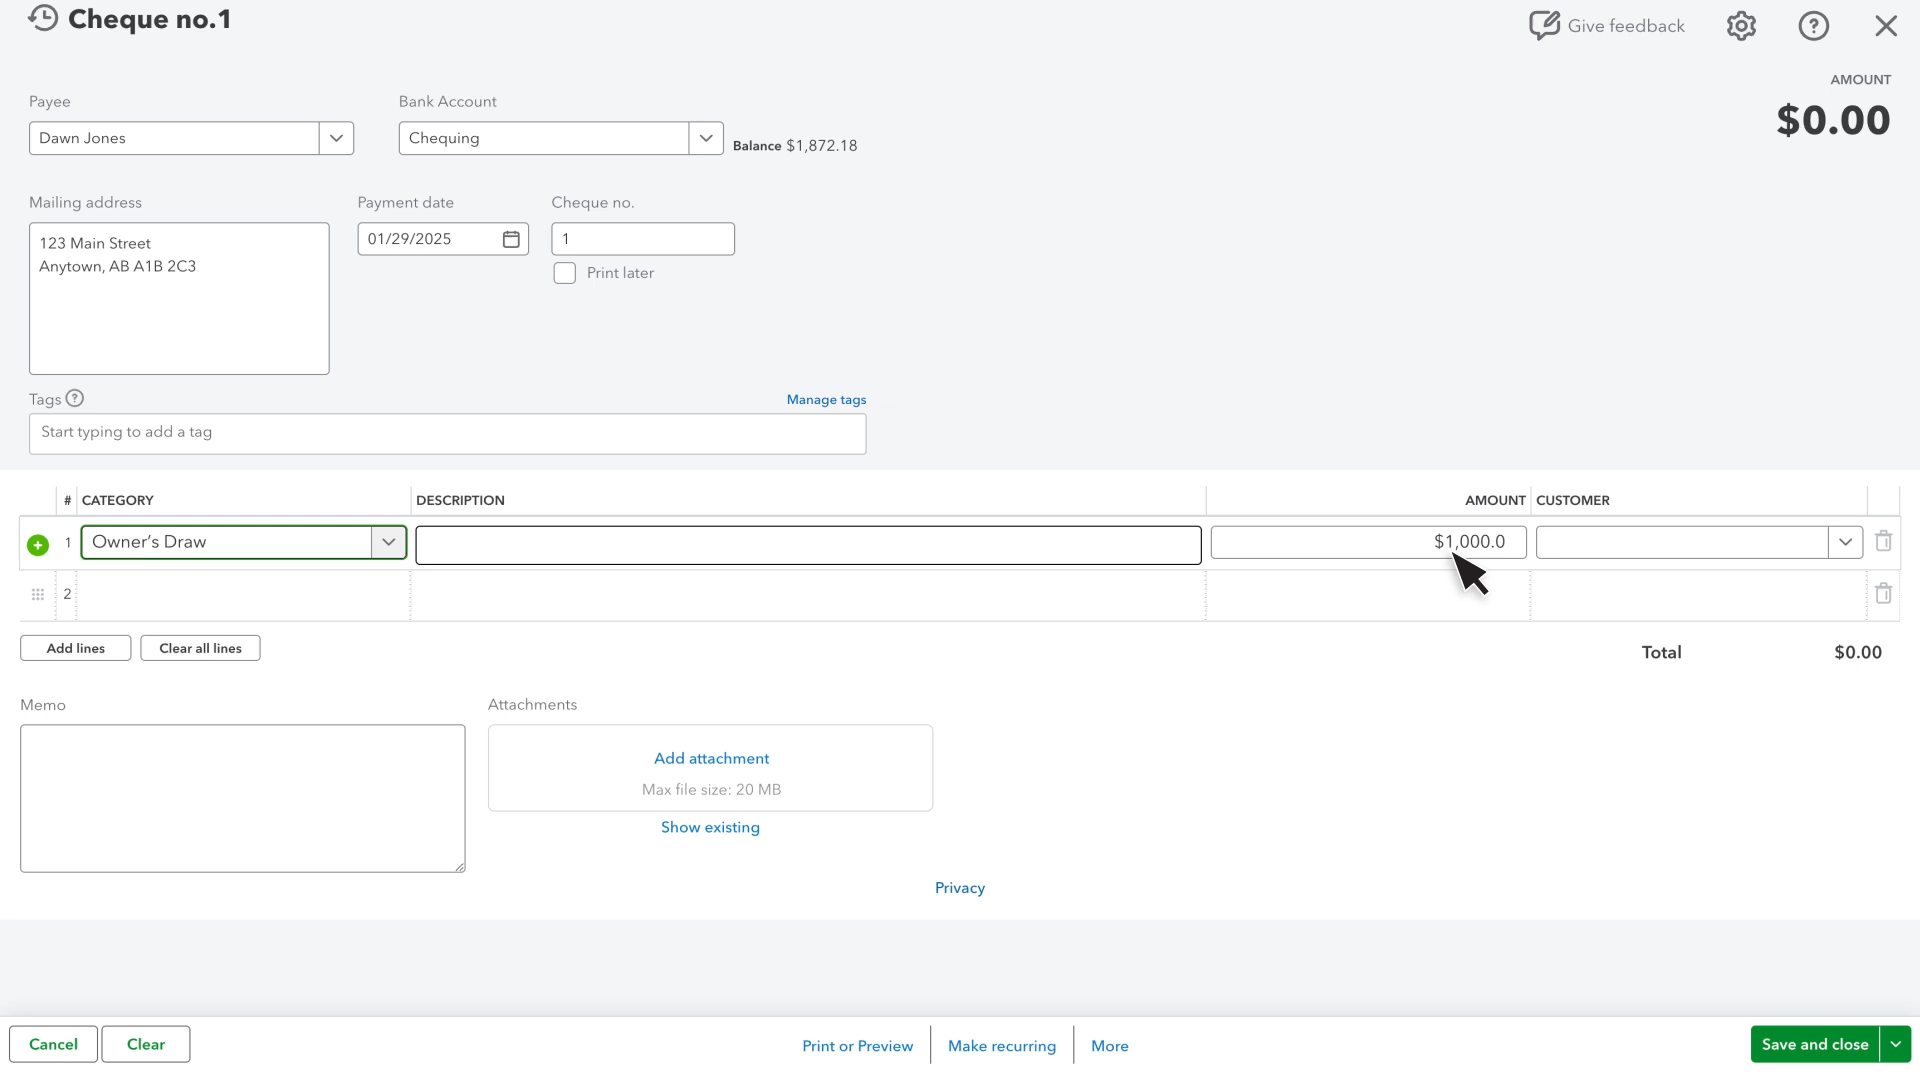 Cheque no.1
Give feedback
AMOUNT
$0.00
Payee
Bank Account
Dawn Jones
Chequing
Balance $1,872.18
Mailing address
Payment date
Cheque no.
123 Main Street
Anytown, AB A1B 2C3
01/29/2025
1
Print later
Tags ?
Manage tags
Start typing to add a tag
# CATEGORY DESCRIPTION AMOUNT CUSTOMER
1 Owner's Draw $1,000.0
2
Add lines
Clear all lines
Total $0.00
Memo
Attachments
Add attachment
Max file size: 20 MB
Show existing
Privacy
Cancel
Clear
Print or Preview
Make recurring
More
Save and close